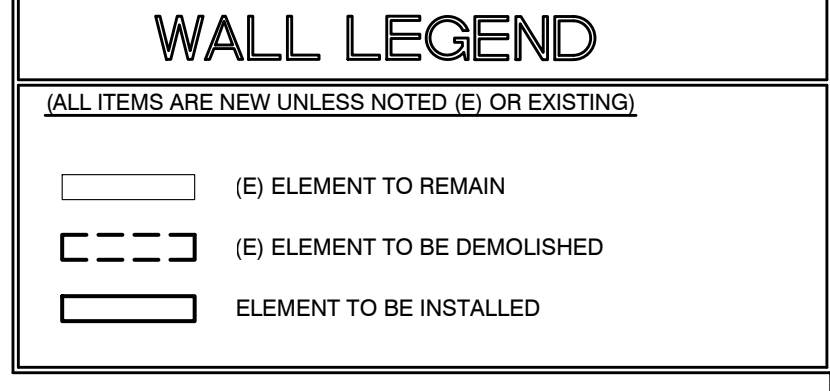 WALL LEGEND
(ALL ITEMS ARE NEW UNLESS NOTED (E) OR EXISTING)
(E) ELEMENT TO REMAIN
(E) ELEMENT TO BE DEMOLISHED
ELEMENT TO BE INSTALLED